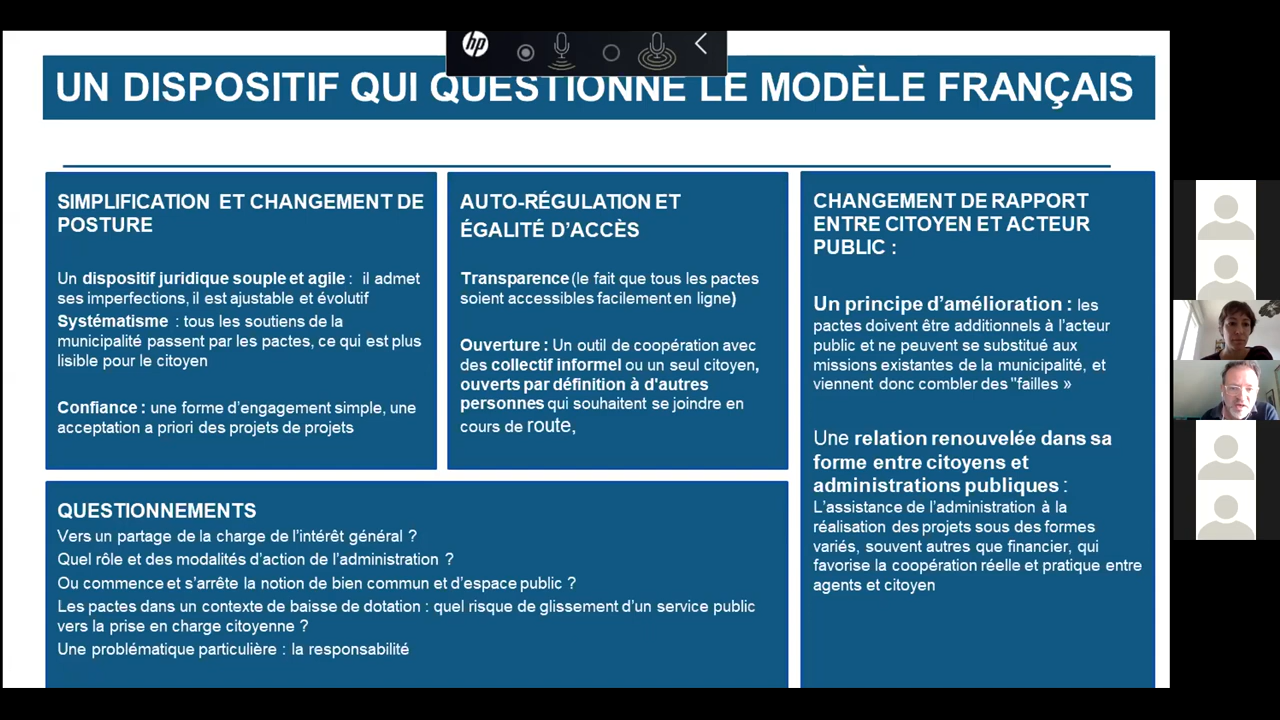 hp
UN DISPOSITIF QUI QUESTIONNE LE MODÈLE FRANÇAIS
SIMPLIFICATION ET CHANGEMENT DE
POSTURE
Un dispositif juridique souple et agile : il admet
ses imperfections, il est ajustable et évolutif
Systématisme : tous les soutiens de la
municipalité passent par les pactes, ce qui est plus
lisible pour le citoyen
Confiance : une forme d'engagement simple, une
acceptation a priori des projets de projets
AUTO-RÉGULATION ET
ÉGALITÉ D'ACCÈS
Transparence (le fait que tous les pactes
soient accessibles facilement en ligne)
Ouverture : Un outil de coopération avec
des collectif informel ou un seul citoyen,
ouverts par définition à d'autres
personnes qui souhaitent se joindre en
cours de route,
CHANGEMENT DE RAPPORT
ENTRE CITOYEN ET ACTEUR
PUBLIC :
Un principe d'amélioration : les
pactes doivent être additionnels à l'acteur
public et ne peuvent se substitué aux
missions existantes de la municipalité, et
viennent donc combler des "failles »
Une relation renouvelée dans sa
forme entre citoyens et
administrations publiques :
L'assistance de l'administration à la
réalisation des projets sous des formes
variés, souvent autres que financier, qui
favorise la coopération réelle et pratique entre
agents et citoyen
QUESTIONNEMENTS
Vers un partage de la charge de l'intérêt général ?
Quel rôle et des modalités d'action de l'administration ?
Ou commence et s'arrête la notion de bien commun et d'espace public ?
Les pactes dans un contexte de baisse de dotation : quel risque de glissement d'un service public
vers la prise en charge citoyenne ?
Une problématique particulière : la responsabilité